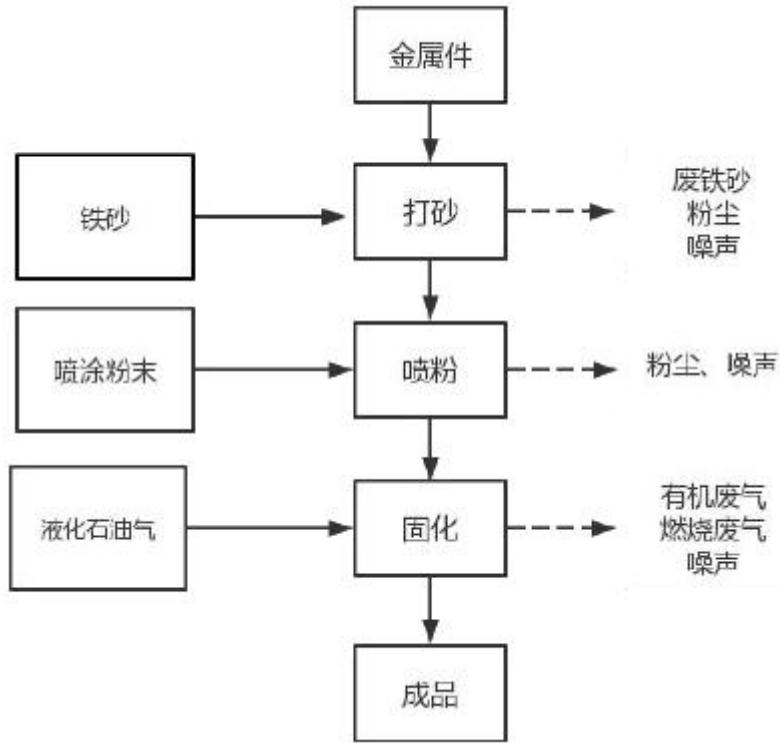 金属件
铁砂
打砂
废铁砂
粉尘
噪声
喷涂粉末
喷粉
粉尘、噪声
液化石油气
固化
有机废气
燃烧废气
噪声
成品